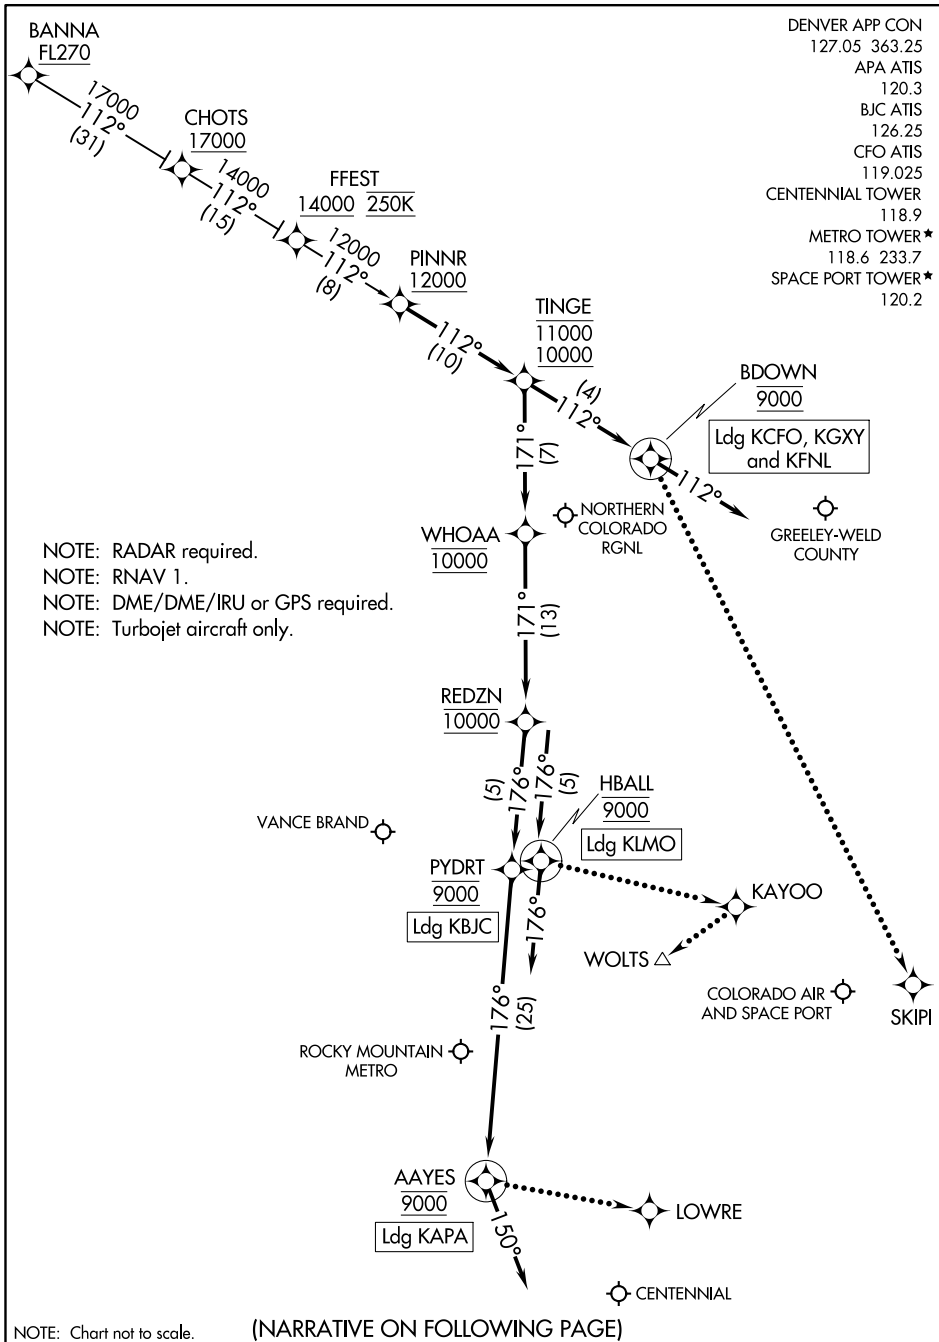 BANNA
FL270
17000
112°
(31)
CHOTS
17000
14000
112°
(15)
FFEST
14000 250K
12000
112°
(8)
PINNR
12000
112°
(10)
TINGE
11000
10000
(4)
112°
DENVER APP CON
127.05 363.25
APA ATIS
120.3
BJC ATIS
126.25
CFO ATIS
119.025
CENTENNIAL TOWER
118.9
METRO TOWER★
118.6 233.7
SPACE PORT TOWER★
120.2
BDOWN
9000
Ldg KCFO, KGXY
and KFNL
112°
171°
(7)
NORTHERN
COLORADO
RGNL
GREELEY-WELD
COUNTY
WHOAA
10000
NOTE: RADAR required.
NOTE: RNAV 1.
NOTE: DME/DME/IRU or GPS required.
NOTE: Turbojet aircraft only.
171°
(13)
REDZN
10000
176°
(5)
176°
(5)
HBALL
9000
Ldg KLMO
VANCE BRAND
PYDRT
9000
Ldg KBJC
176°
KAYOO
WOLTS
COLORADO AIR
AND SPACE PORT
SKIPI
176°
(25)
ROCKY MOUNTAIN
METRO
AAYES
9000
Ldg KAPA
150°
LOWRE
CENTENNIAL
NOTE: Chart not to scale.
(NARRATIVE ON FOLLOWING PAGE)